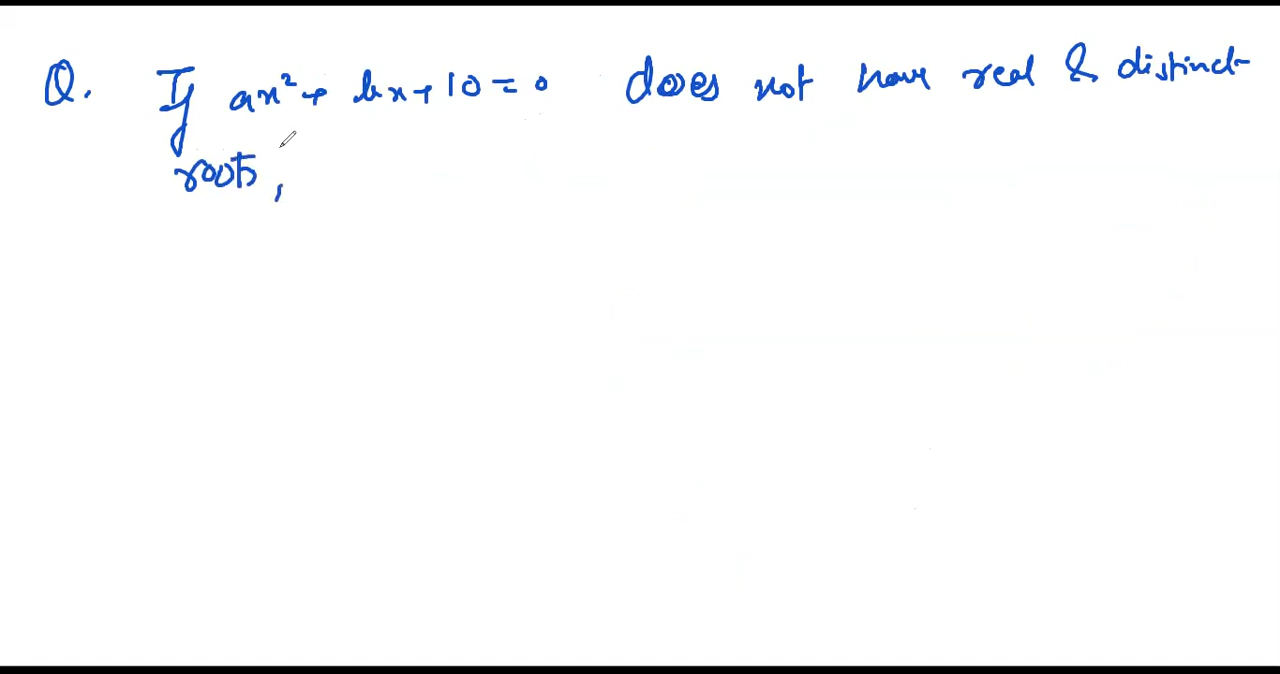 Q. If ax² + bx + 10 = 0 does not have real & distinct
roots,